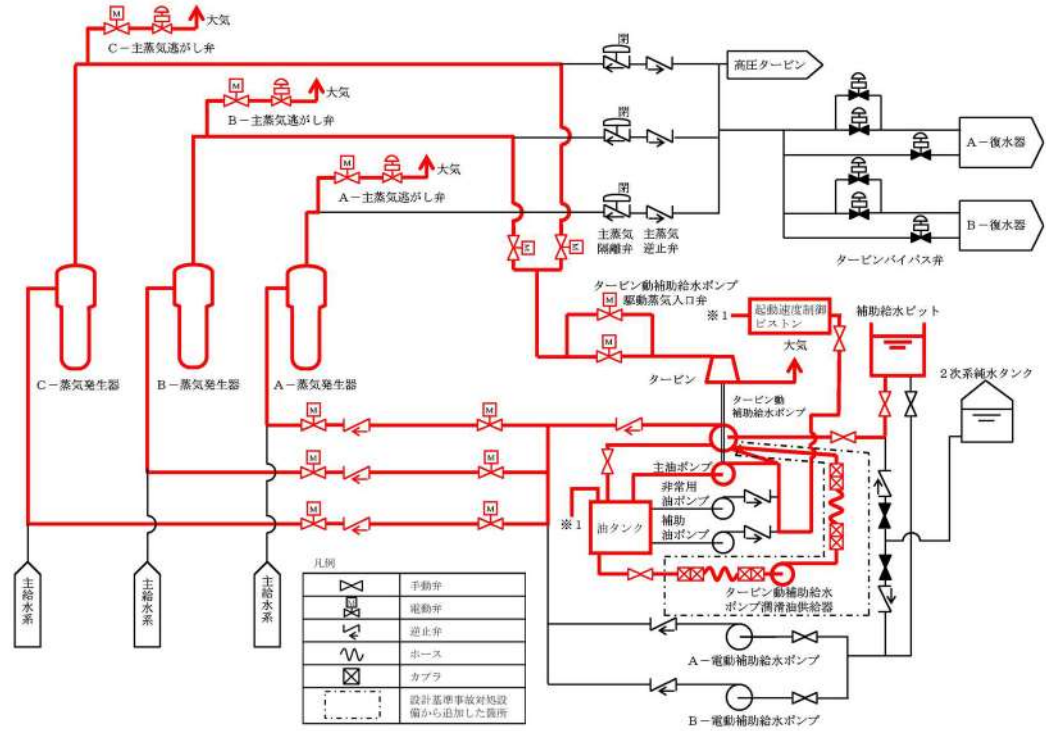 大気
C-主蒸気逃がし弁
閉
高圧タービン
大気
B-主蒸気逃がし弁
閉
A-復水器
大気
A-主蒸気逃がし弁
閉
B-復水器
主蒸気
隔離弁
主蒸気
逆止弁
タービンバイパス弁
タービン動補助給水ポンプ
駆動蒸気入口弁
※1
起動速度制御
ピストン
補助給水ピット
大気
C-蒸気発生器
B-蒸気発生器
A-蒸気発生器
タービン
2次系純水タンク
タービン動
補助給水ポンプ
主油ポンプ
非常用
油ポンプ
※1
油タンク
補助
油ポンプ
タービン動補助給水
ポンプ潤滑油供給器
主給水系
主給水系
主給水系
凡例
手動弁
M
電動弁
逆止弁
ホース
カプラ
設計基準事故対処設
備から追加した箇所
A-電動補助給水ポンプ
B-電動補助給水ポンプ
M
M
M
M
M
M
M
M
M
M
M
M
M